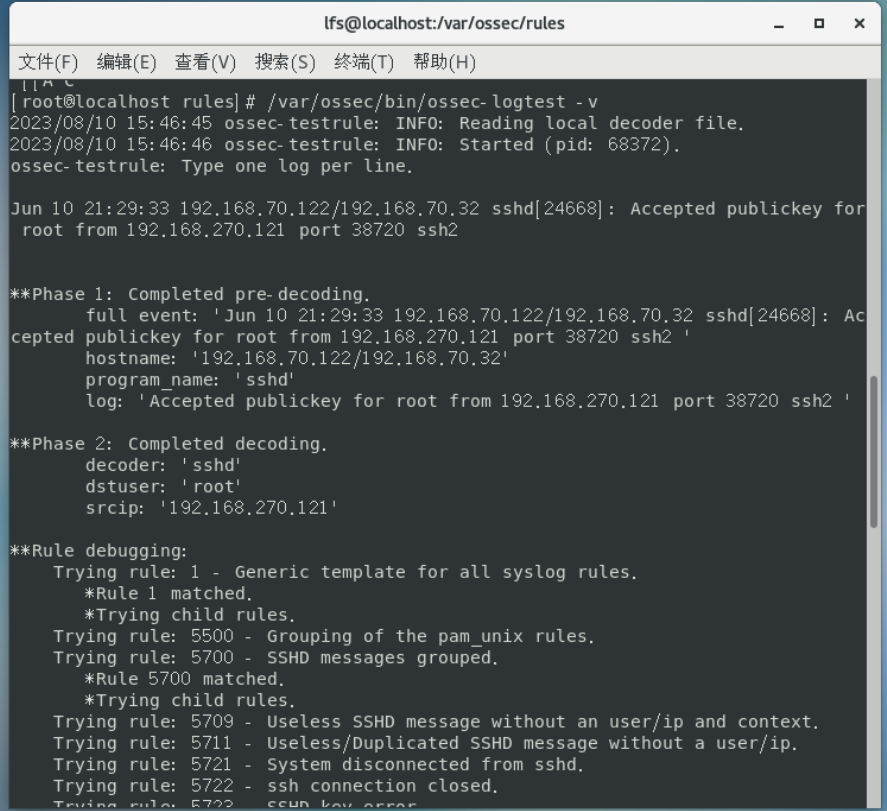 lfs@localhost:/var/ossec/rules
文件(F) 编辑(E) 查看(V) 搜索(S) 终端(T) 帮助(H)
[root@localhost rules]# /var/ossec/bin/ossec-logtest -v
2023/08/10 15:46:45 ossec-testrule: INFO: Reading local decoder file.
2023/08/10 15:46:46 ossec-testrule: INFO: Started (pid: 68372).
ossec-testrule: Type one log per line.
Jun 10 21:29:33 192.168.70.122/192.168.70.32 sshd[24668]: Accepted publickey for
root from 192.168.270.121 port 38720 ssh2
**Phase 1: Completed pre-decoding.
full event: 'Jun 10 21:29:33 192.168.70.122/192.168.70.32 sshd[24668]: Ac
cepted publickey for root from 192.168.270.121 port 38720 ssh2 '
hostname: '192.168.70.122/192.168.70.32'
program_name: 'sshd'
log: 'Accepted publickey for root from 192.168.270.121 port 38720 ssh2 '
**Phase 2: Completed decoding.
decoder: 'sshd'
dstuser: 'root'
srcip: '192.168.270.121'
**Rule debugging:
Trying rule: 1 - Generic template for all syslog rules.
*Rule 1 matched.
*Trying child rules.
Trying rule: 5500 - Grouping of the pam_unix rules.
Trying rule: 5700 - SSHD messages grouped.
*Rule 5700 matched.
*Trying child rules.
Trying rule: 5709 - Useless SSHD message without an user/ip and context.
Trying rule: 5711 - Useless/Duplicated SSHD message without a user/ip.
Trying rule: 5721 - System disconnected from sshd.
Trying rule: 5722 - ssh connection closed.
Trying rule: 5723 - SSHD key error.